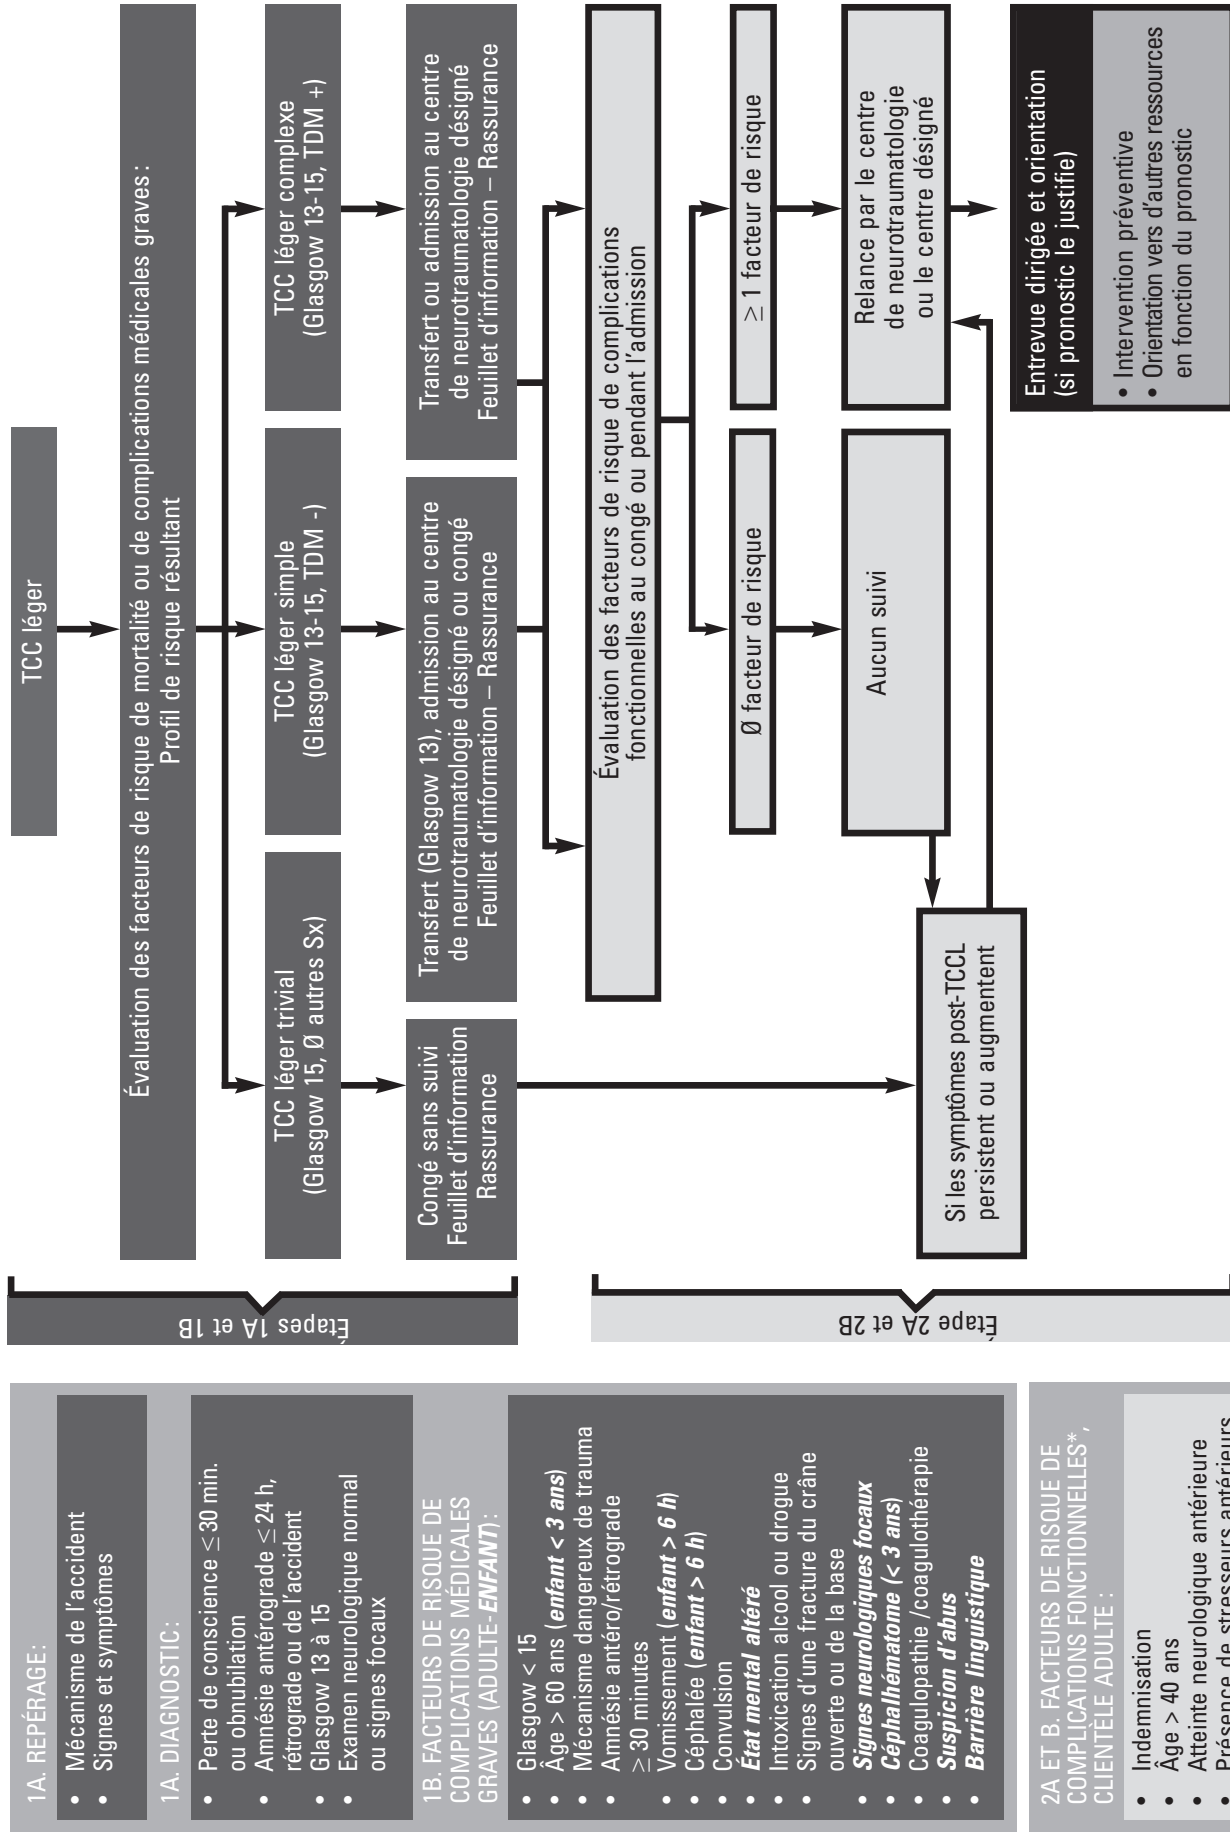 TCC léger
Évaluation des facteurs de risque de mortalité ou de complications médicales graves :
Profil de risque résultant
TCC léger trivial
(Glasgow 15, Ø autres Sx)
TCC léger simple
(Glasgow 13-15, TDM -)
TCC léger complexe
(Glasgow 13-15, TDM +)
Congé sans suivi
Feuillet d'information
Rassurance
Transfert (Glasgow 13), admission au centre
de neurotraumatologie désigné ou congé
Feuillet d'information – Rassurance
Transfert ou admission au centre
de neurotraumatologie désigné
Feuillet d'information – Rassurance
Évaluation des facteurs de risque de complications
fonctionnelles au congé ou pendant l'admission
Ø facteur de risque
≥ 1 facteur de risque
Aucun suivi
Relance par le centre
de neurotraumatologie
ou le centre désigné
Si les symptômes post-TCCL
persistent ou augmentent
Entrevue dirigée et orientation
(si pronostic le justifie)
• Intervention préventive
• Orientation vers d'autres ressources
en fonction du pronostic
Étapes 1A et 1B
Étape 2A et 2B
1A. REPÉRAGE:
• Mécanisme de l'accident
• Signes et symptômes
1A. DIAGNOSTIC:
• Perte de conscience ≤ 30 min.
ou obnubilation
• Amnésie antérograde ≤ 24 h,
rétrograde ou de l'accident
• Glasgow 13 à 15
• Examen neurologique normal
ou signes focaux
1B. FACTEURS DE RISQUE DE
COMPLICATIONS MÉDICALES
GRAVES (ADULTE-ENFANT):
• Glasgow < 15
• Âge > 60 ans (enfant < 3 ans)
• Mécanisme dangereux de trauma
• Amnésie antéro/rétrograde
≥ 30 minutes
• Vomissement (enfant > 6 h)
• Céphalée (enfant > 6 h)
• Convulsion
• État mental altéré
• Intoxication alcool ou drogue
• Signes d'une fracture du crâne
ouverte ou de la base
• Signes neurologiques focaux
• Céphalhématome (< 3 ans)
• Coagulopathie /coagulothérapie
• Suspicion d'abus
• Barrière linguistique
2A ET B. FACTEURS DE RISQUE DE
COMPLICATIONS FONCTIONNELLES*,
CLIENTÈLE ADULTE :
• Indemnisation
• Âge > 40 ans
• Atteinte neurologique antérieure
• Présence de stresseurs antérieurs